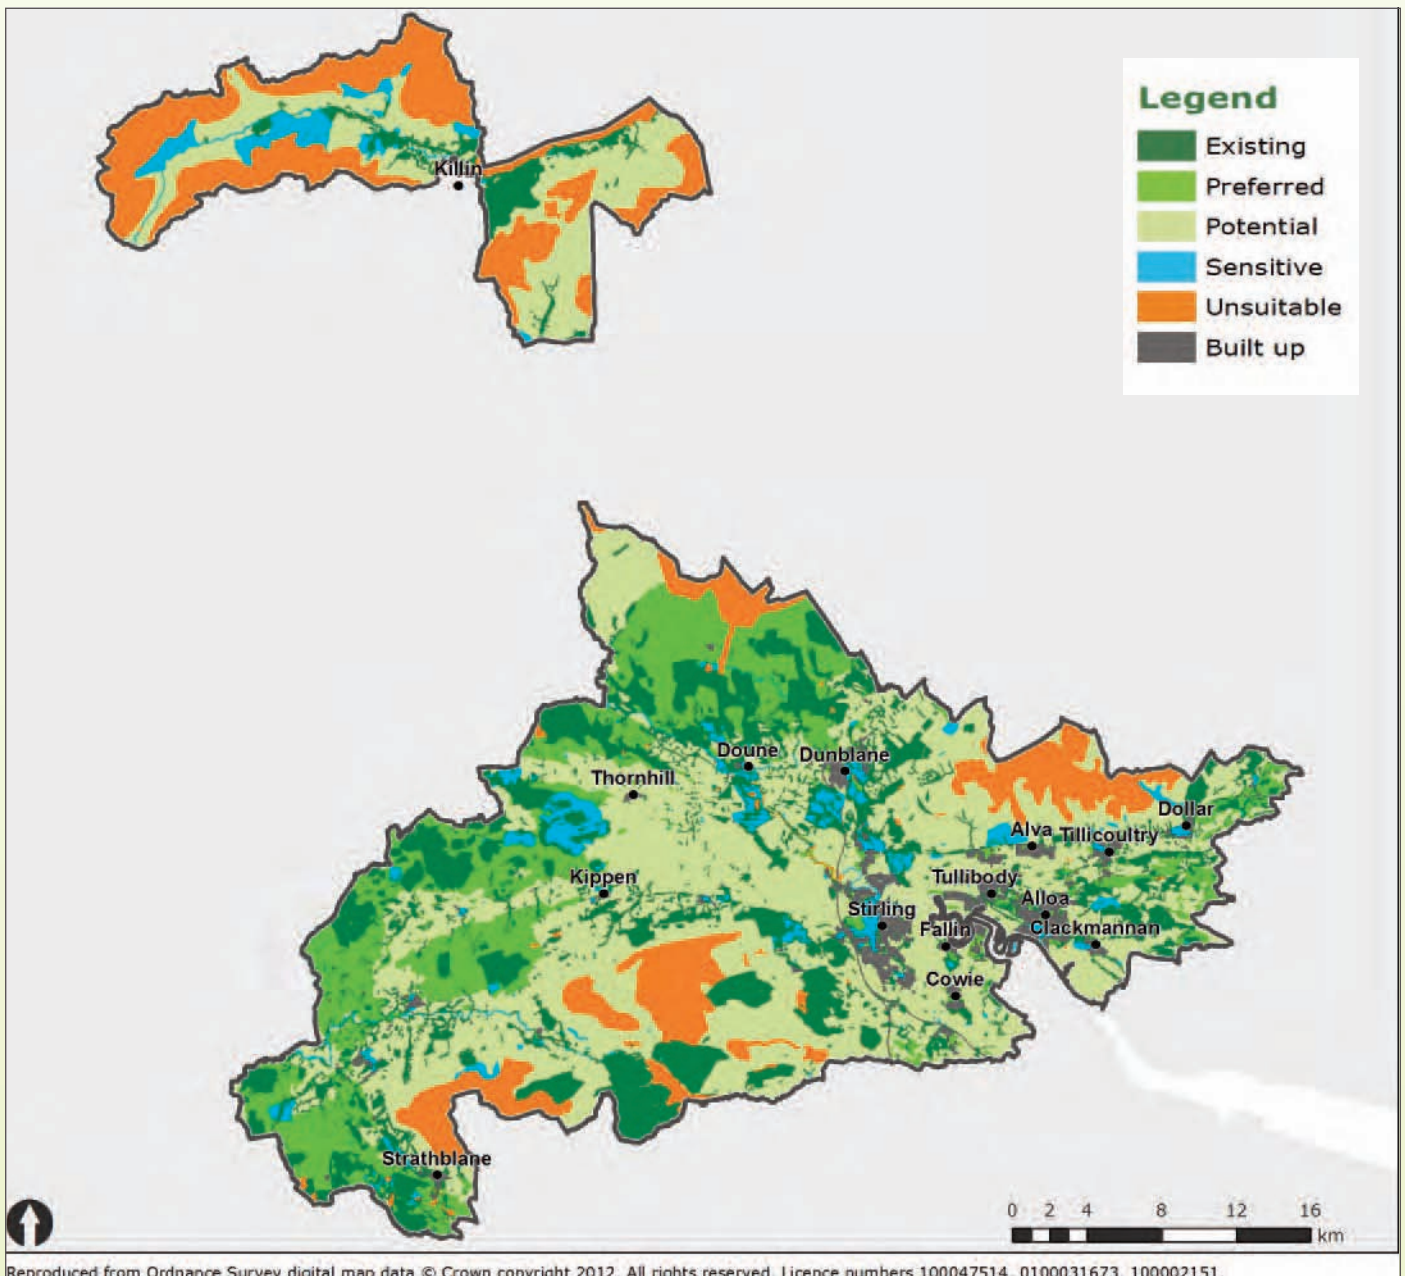 Legend
Existing
Preferred
Potential
Sensitive
Unsuitable
Built up
Killin
Doune
Dunblane
Thornhill
Dollar
Alva
Tillicoultry
Kippen
Tullibody
Alloa
Stirling
Fallin
Clackmannan
Cowie
Strathblane
0 2 4 8 12 16
km
Reproduced from Ordnance Survey digital map data © Crown copyright 2012. All rights reserved. Licence numbers 100047514, 0100031673, 100002151.